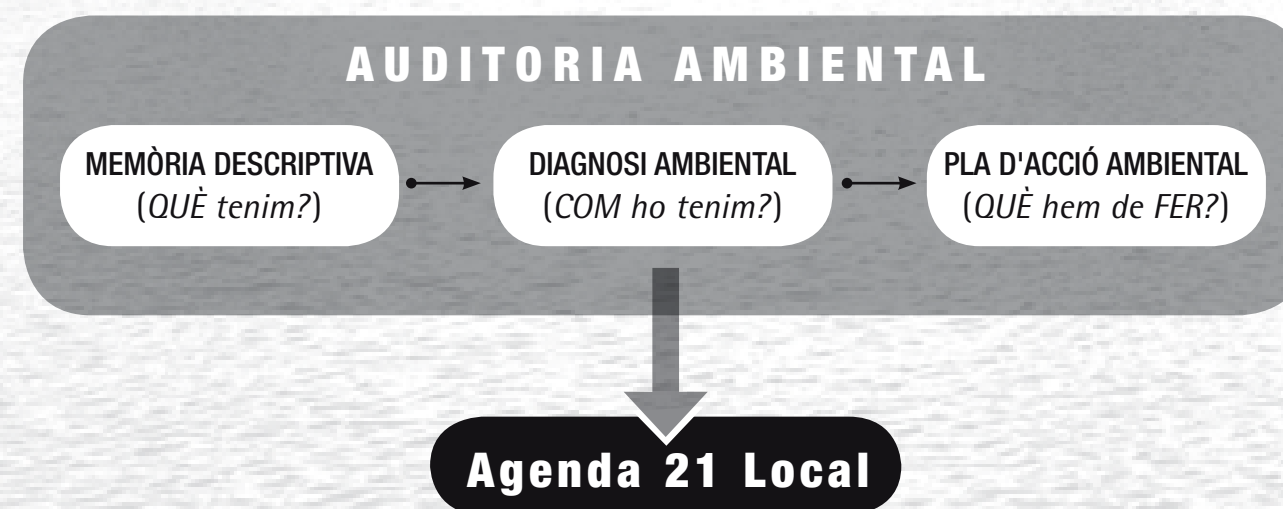 AUDITORIA AMBIENTAL
MEMÒRIA DESCRIPTIVA
(QUÈ tenim?)
DIAGNOSI AMBIENTAL
(COM ho tenim?)
PLA D'ACCIÓ AMBIENTAL
(QUÈ hem de FER?)
Agenda 21 Local